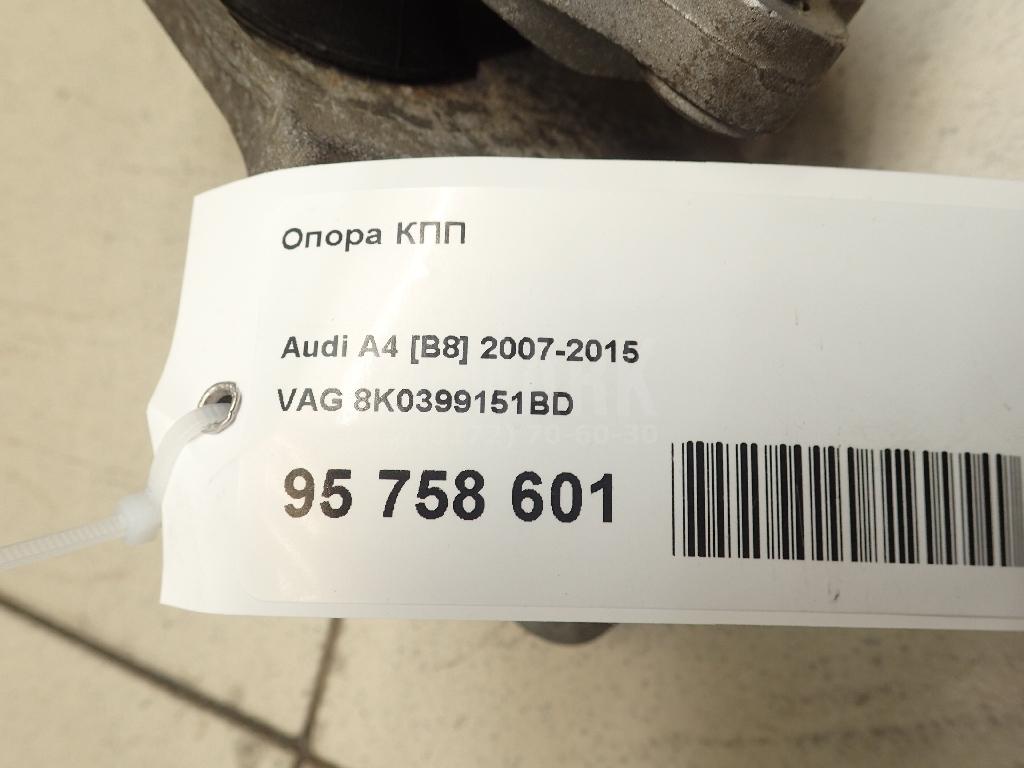 Опора КПП
Audi A4 [B8] 2007-2015
VAG 8K0399151BD
95 758 601